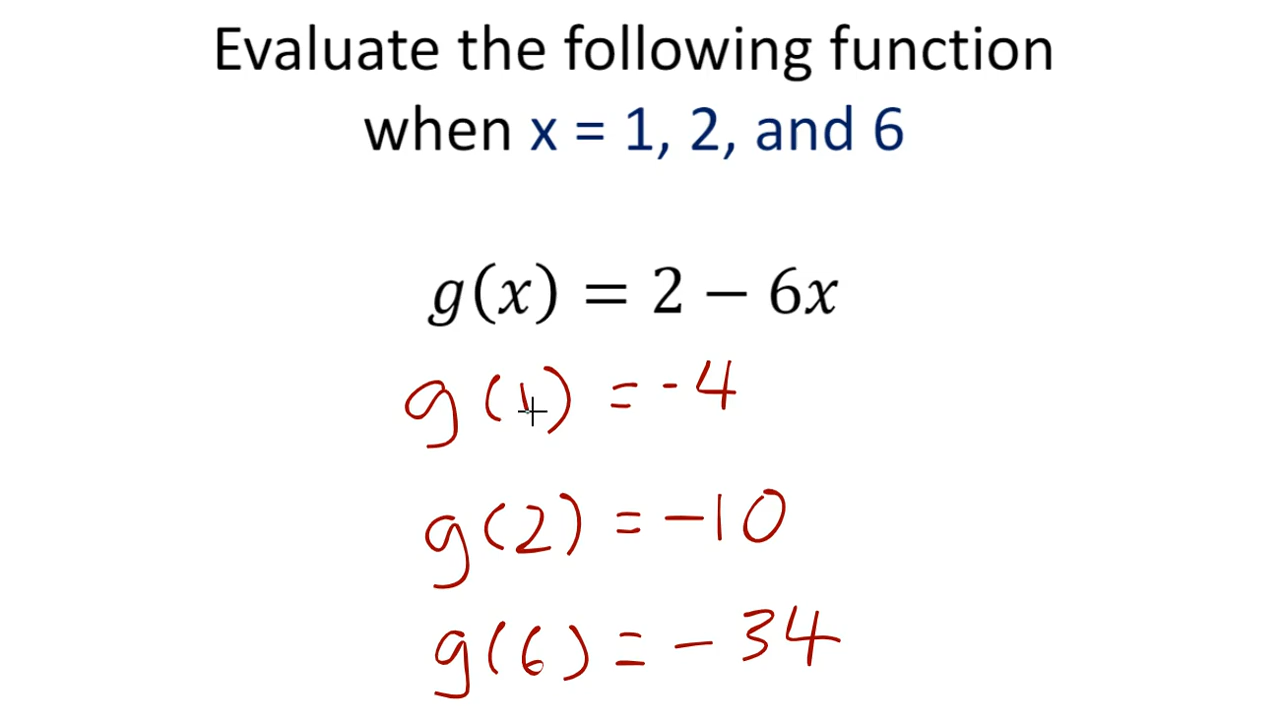 Evaluate the following function
when x = 1, 2, and 6
g(x) = 2 − 6x
g(1) = -4
g(2) = -10
g(6) = -34